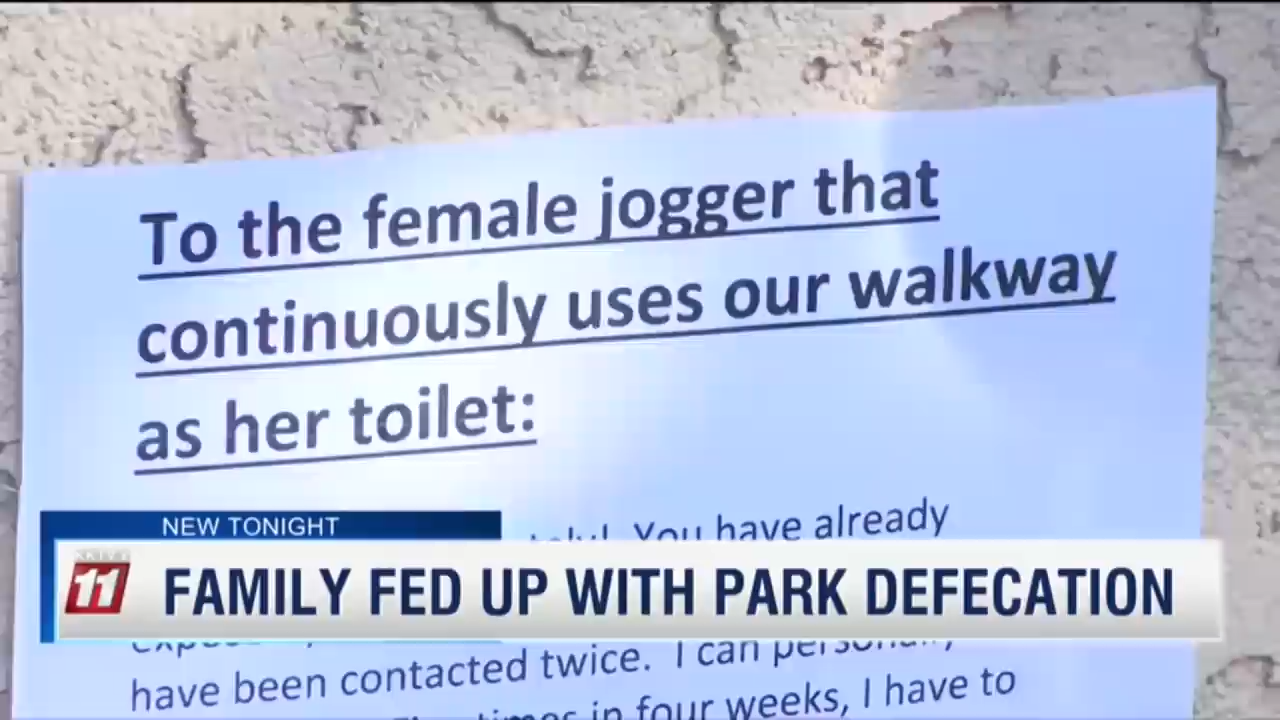 To the female jogger that
continuously uses our walkway
as her toilet:
You have already
NEW TONIGHT
11 FAMILY FED UP WITH PARK DEFECATION
have been contacted twice. I can
times in four weeks, I have to